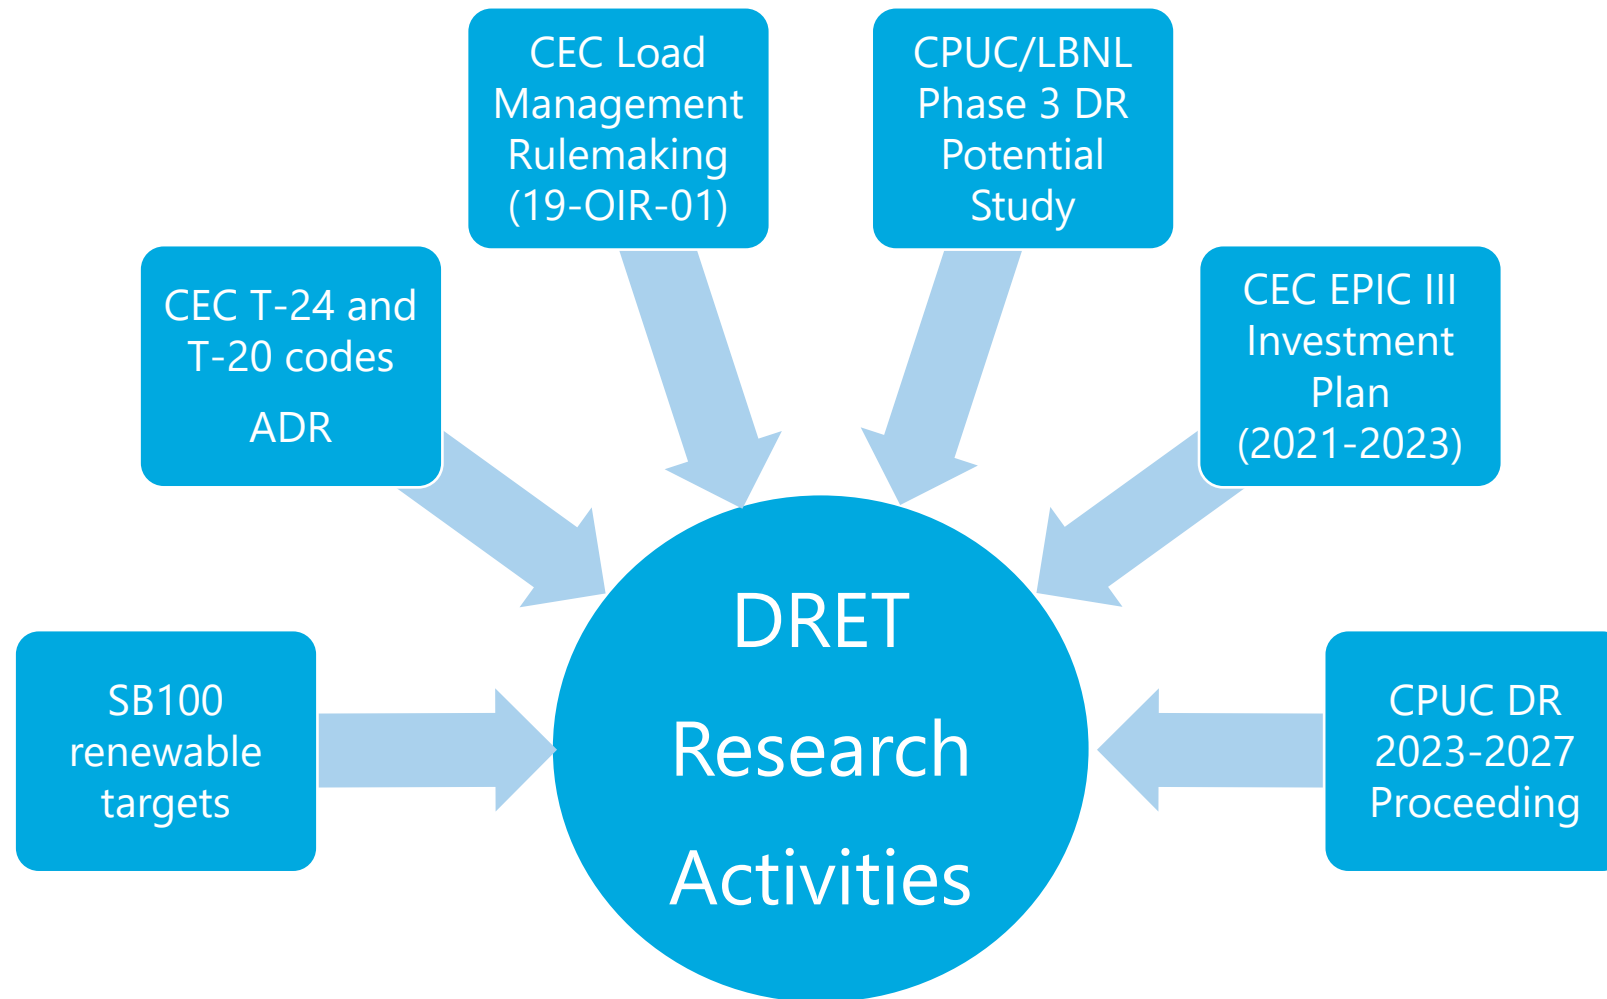 CEC Load
Management
Rulemaking
(19-OIR-01)
CPUC/LBNL
Phase 3 DR
Potential
Study
CEC T-24 and
T-20 codes
ADR
CEC EPIC III
Investment
Plan
(2021-2023)
SB100
renewable
targets
DRET
Research
Activities
CPUC DR
2023-2027
Proceeding